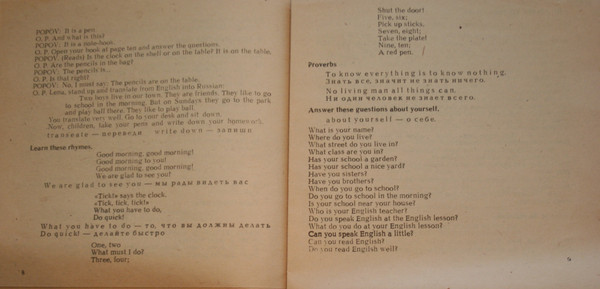 POPOV: It is a pen.
O. P. And what is this?
POPOV: It is a note-book.
O. P. Open your book at page ten and answer the questions.
POPOV: (Reads) Is the clock on the shelf or on the table? It is on the table.
O. P. Are the pencils in the bag?
POPOV: The pencils is...
O. P. Is that right?
POPOV: No, I must say: The pencils are on the table.
O. P. Lena, stand up and translate from English into Russian:
Two boys live in our town. They are friends. They like to go
to school in the morning. But on Sundays they go to the park
and play ball there. They like to play ball.
You translate very well. Go to your desk and sit down.
Now, children, take your pens and write down your homework.
translate — переведи write down — запиши
Learn these rhymes.
Good morning, good morning!
Good morning to you!
Good morning, good morning!
We are glad to see you!
We are glad to see you — мы рады видеть вас
«Tick!» says the clock.
«Tick, tick, tick!»
What you have to do,
Do quick!
What you have to do — то, что вы должны делать
Do quick! — делайте быстро
One, two
What must I do?
Three, four;
Shut the door!
Five, six;
Pick up sticks.
Seven, eight;
Take the plate!
Nine, ten;
A red pen.
Proverbs
To know everything is to know nothing.
Знать все, значит не знать ничего.
No living man all things can.
Ни один человек не знает всего.
Answer these questions about yourself.
about yourself — о себе.
What is your name?
Where do you live?
What street do you live in?
What class are you in?
Has your school a garden?
Has your school a nice yard?
Have you sisters?
Have you brothers?
When do you go to school?
Do you go to school in the morning?
Is your school near your house?
Who is your English teacher?
Do you speak English at the English lesson?
What do you do at your English lesson?
Can you speak English a little?
Can you read English?
Do you read English well?